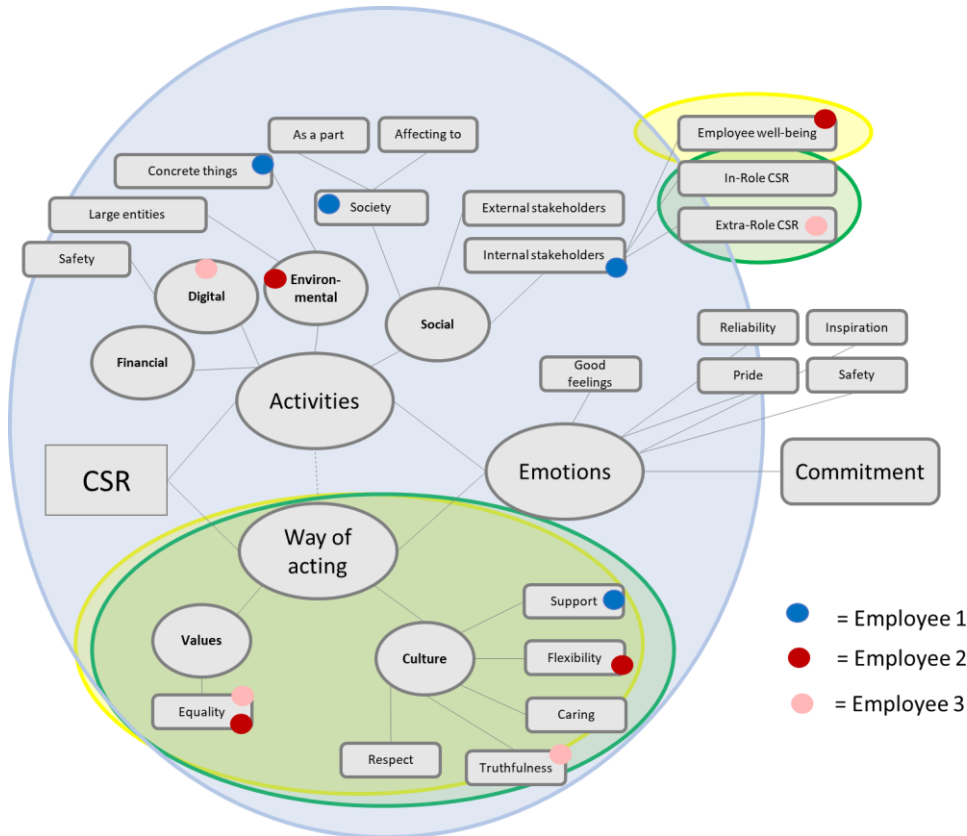 As a part
Affecting to
Employee well-being
Concrete things
In-Role CSR
Large entities
Society
External stakeholders
Extra-Role CSR
Safety
Internal stakeholders
Digital
Environ-
mental
Social
Financial
Reliability
Inspiration
Good
feelings
Pride
Safety
Activities
CSR
Emotions
Commitment
Way of
acting
Support
Values
Culture
Flexibility
Equality
Caring
Respect
Truthfulness
= Employee 1
= Employee 2
= Employee 3